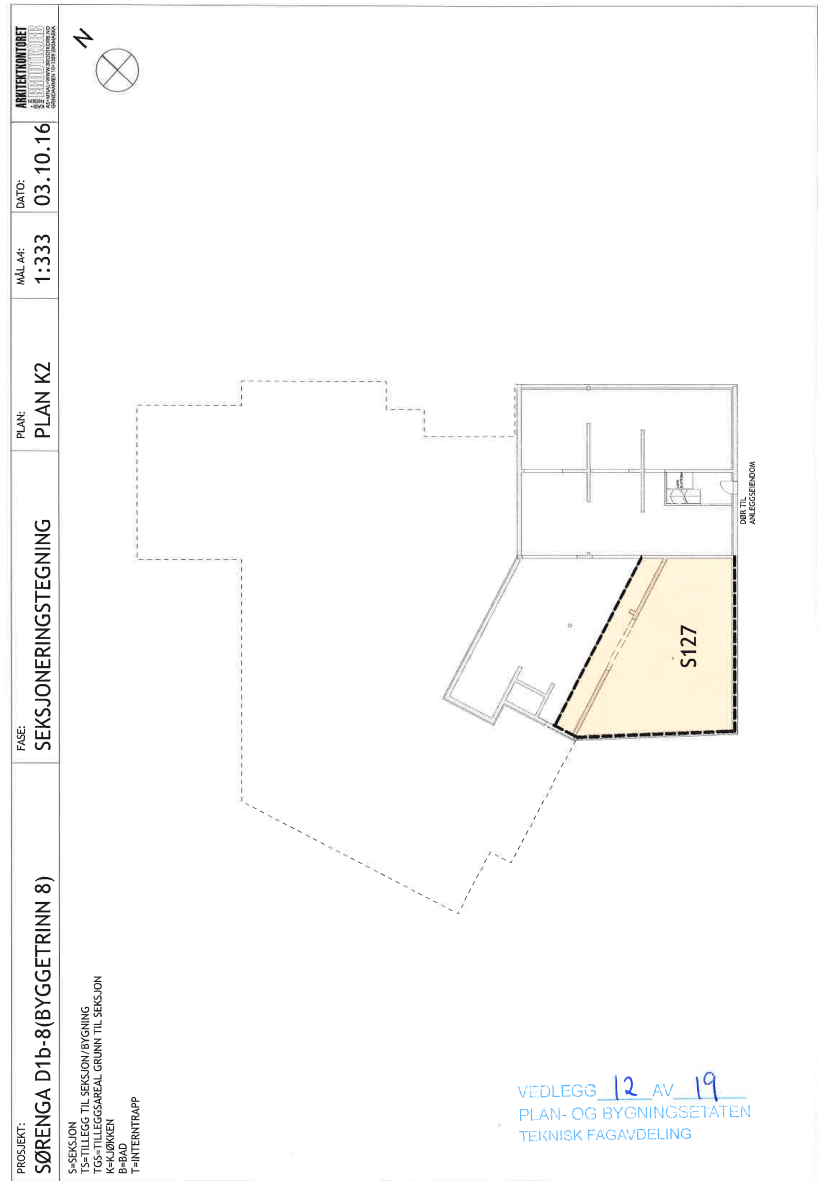 PROSJEKT:
SØRENGA D1b-8(BYGGETRINN 8)
FASE:
SEKSJONERINGSTEGNING
PLAN:
PLAN K2
MÅL A4:
1:333
DATO:
03.10.16
ARKITEKTKONTORET
BRODTKORB
S=SEKSJON
TS=TILLEGG TIL SEKSJON/BYGNING
TGS=TILLEGGSAREAL GRUNN TIL SEKSJON
K=KJØKKEN
B=BAD
T=INTERNTRAPP
N
S127
DØR TIL
ANLEGGSEIENDOM
VEDLEGG 12 AV 19
PLAN- OG BYGNINGSETATEN
TEKNISK FAGAVDELING